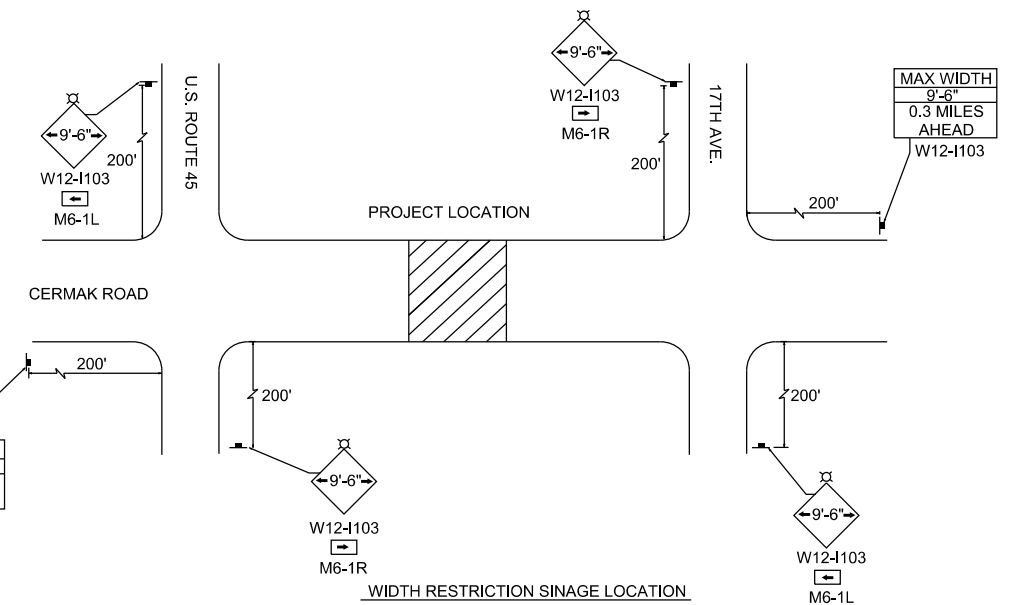 9'-6"
W12-I103
M6-1L
200'
U.S. ROUTE 45
9'-6"
W12-I103
M6-1R
200'
17TH AVE.
MAX WIDTH
9'-6"
0.3 MILES
AHEAD
W12-I103
200'
PROJECT LOCATION
CERMAK ROAD
200'
200'
9'-6"
W12-I103
M6-1R
200'
9'-6"
W12-I103
M6-1L
WIDTH RESTRICTION SINAGE LOCATION